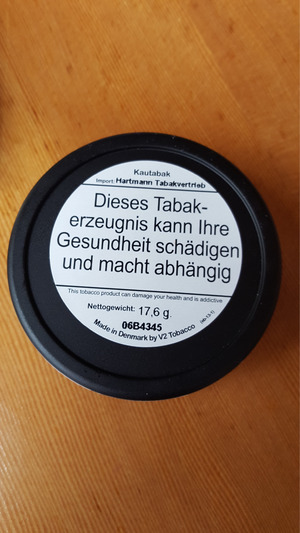 Kautabak
Import: Hartmann Tabakvertrieb
Dieses Tabak-
erzeugnis kann Ihre
Gesundheit schädigen
und macht abhängig
This tobacco product can damage your health and is addictive
Nettogewicht: 17,6 g.
06B4345
Made in Denmark by V2 Tobacco